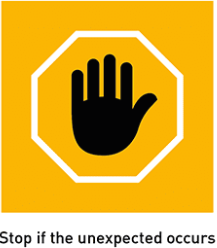 Stop if the unexpected occurs